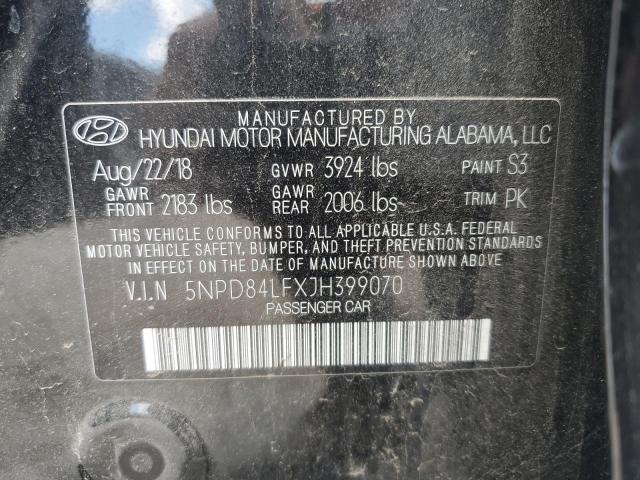 MANUFACTURED BY
HYUNDAI MOTOR MANUFACTURING ALABAMA, LLC
Aug/22/18 GVWR 3924 lbs PAINT S3
GAWR FRONT 2183 lbs GAWR REAR 2006 lbs TRIM PK
THIS VEHICLE CONFORMS TO ALL APPLICABLE U.S.A. FEDERAL
MOTOR VEHICLE SAFETY, BUMPER, AND THEFT PREVENTION STANDARDS
IN EFFECT ON THE DATE OF MANUFACTURE SHOWN ABOVE.
V.I.N 5NPD84LFXJH399070
PASSENGER CAR